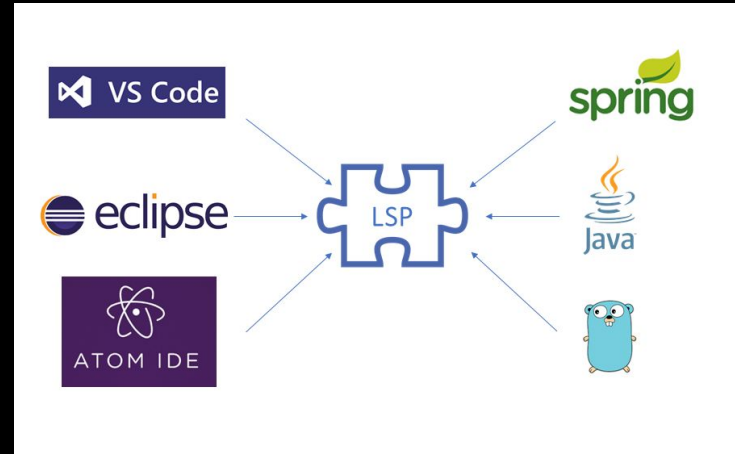 VS Code
eclipse
ATOM IDE
LSP
spring
Java